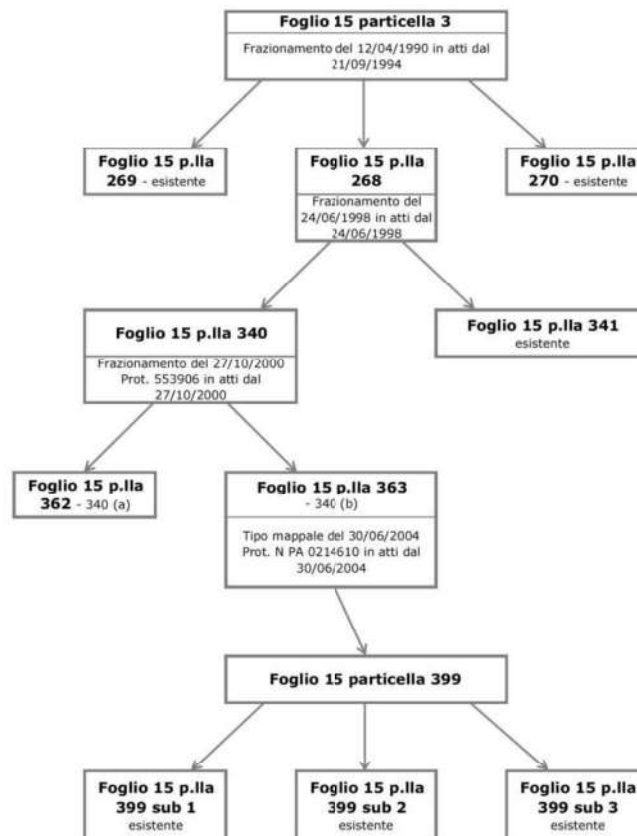 Foglio 15 particella 3
Frazionamento del 12/04/1990 in atti dal
21/09/1994
Foglio 15 p.lla
269 - esistente
Foglio 15 p.lla
268
Frazionamento del
24/06/1998 in atti dal
24/06/1998
Foglio 15 p.lla
270 - esistente
Foglio 15 p.lla 340
Frazionamento del 27/10/2000
Prot. 553906 in atti dal
27/10/2000
Foglio 15 p.lla 341
esistente
Foglio 15 p.lla
362 - 340 (a)
Foglio 15 p.lla 363
- 340 (b)
Tipo mappale del 30/06/2004
Prot. N PA 0214610 in atti dal
30/06/2004
Foglio 15 particella 399
Foglio 15 p.lla
399 sub 1
esistente
Foglio 15 p.lla
399 sub 2
esistente
Foglio 15 p.lla
399 sub 3
esistente